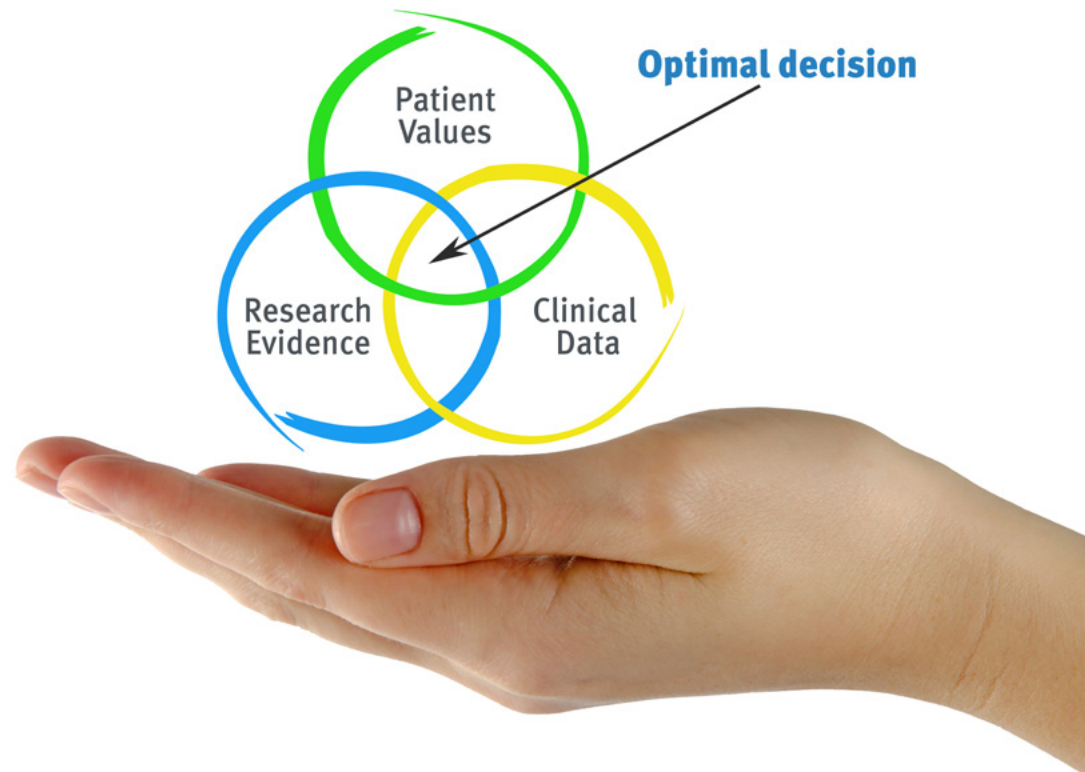 Optimal decision
Patient
Values
Research
Evidence
Clinical
Data